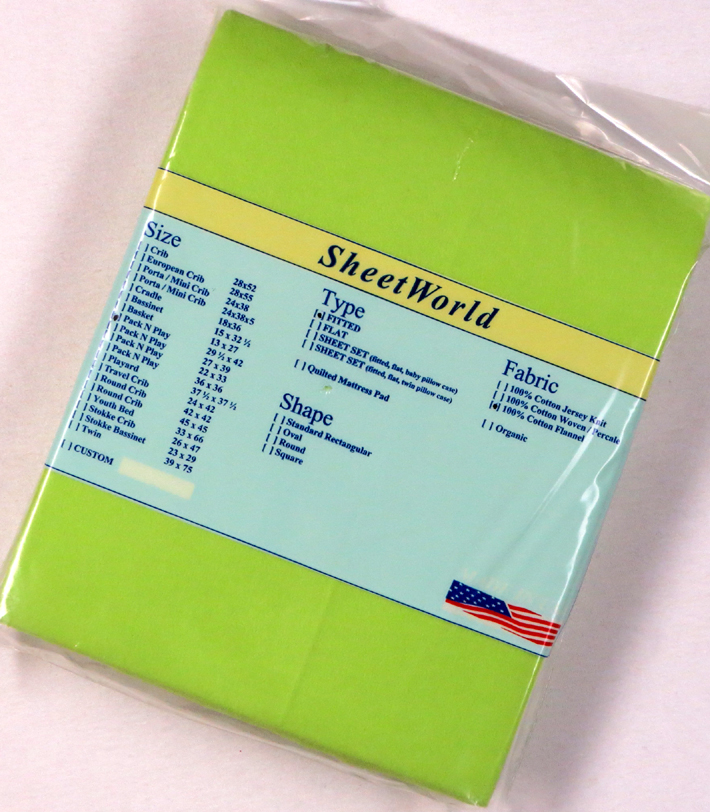 SheetWorld
Size
[ ] Crib 28x52
[ ] European Crib 28x55
[ ] Porta / Mini Crib 24x38
[ ] Porta / Mini Crib 24x38x5
[ ] Cradle 18x36
[ ] Bassinet 15 x 32 ½
[ ] Basket 13 x 27
[•] Pack N Play 29 ½ x 42
[ ] Pack N Play 27 x 39
[ ] Pack N Play 22 x 33
[ ] Pack N Play 36 x 36
[ ] Playard 37 ½ x 37 ½
[ ] Travel Crib 24 x 42
[ ] Round Crib 42 x 42
[ ] Round Crib 45 x 45
[ ] Youth Bed 33 x 66
[ ] Stokke Crib 26 x 47
[ ] Stokke Bassinet 23 x 29
[ ] Twin 39 x 75
[ ] CUSTOM
Type
[•] FITTED
[ ] FLAT
[ ] SHEET SET (fitted, flat, baby pillow case)
[ ] SHEET SET (fitted, flat, twin pillow case)
[ ] Quilted Mattress Pad
Shape
[ ] Standard Rectangular
[ ] Oval
[ ] Round
[ ] Square
Fabric
[ ] 100% Cotton Jersey Knit
[ ] 100% Cotton Woven / Percale
[•] 100% Cotton Flannel
[ ] Organic